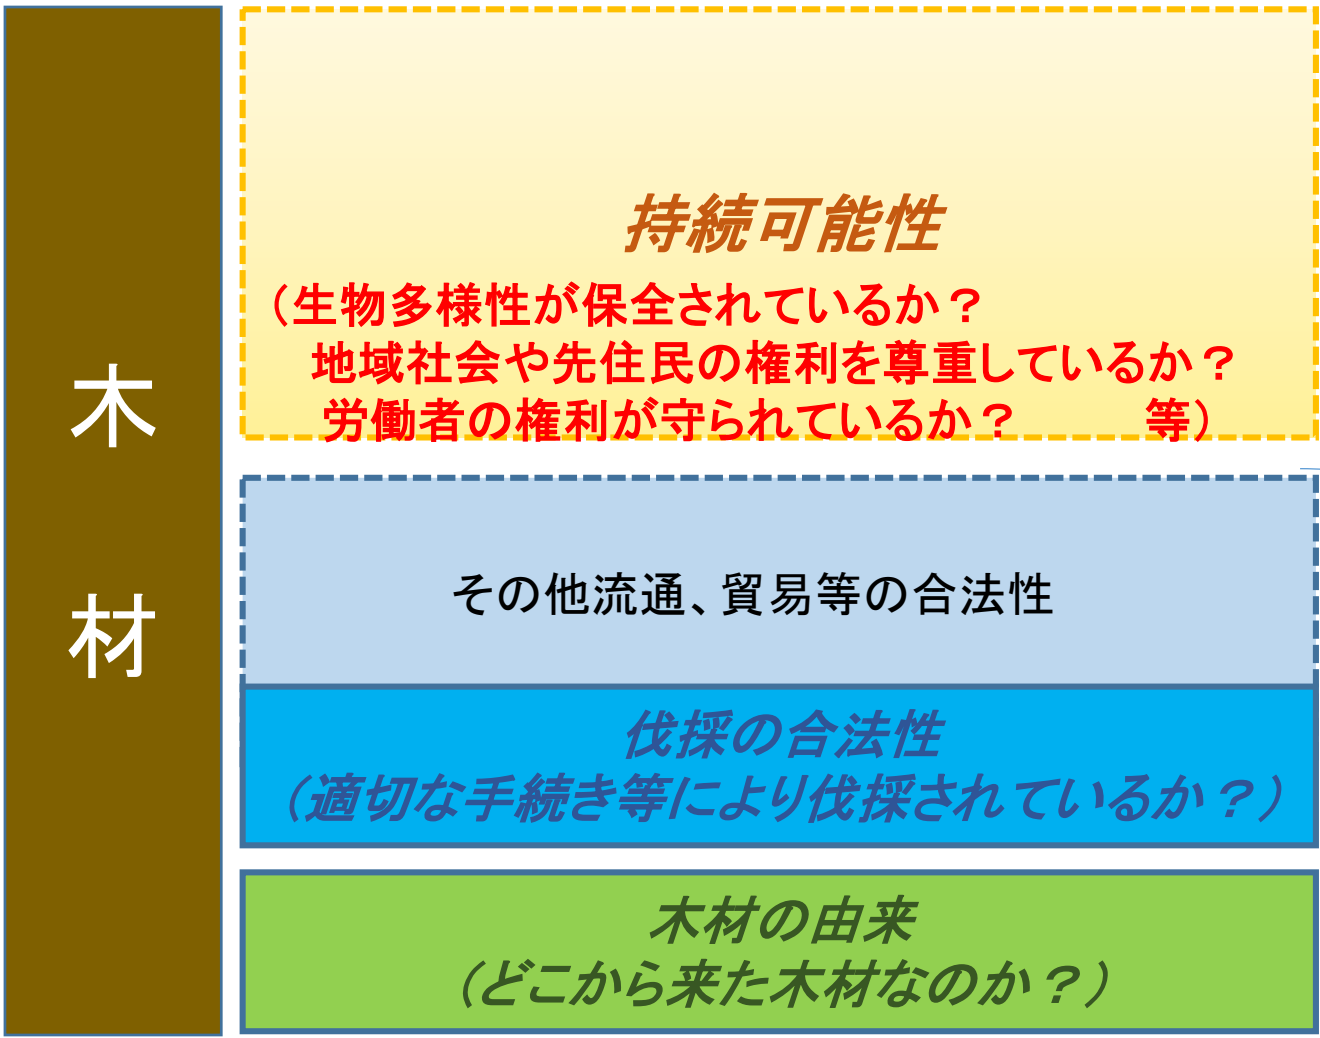 木
材
持続可能性
（生物多様性が保全されているか？
地域社会や先住民の権利を尊重しているか？
労働者の権利が守られているか？　　　等）
その他流通、貿易等の合法性
伐採の合法性
（適切な手続き等により伐採されているか？）
木材の由来
（どこから来た木材なのか？）